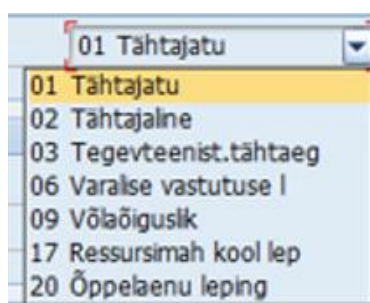 01 Tähtajatu
01 Tähtajatu
02 Tähtajaline
03 Tegevteenist.tähtaeg
06 Varalise vastutuse l
09 Võlaõiguslik
17 Ressursimah kool lep
20 Õppelaenu leping